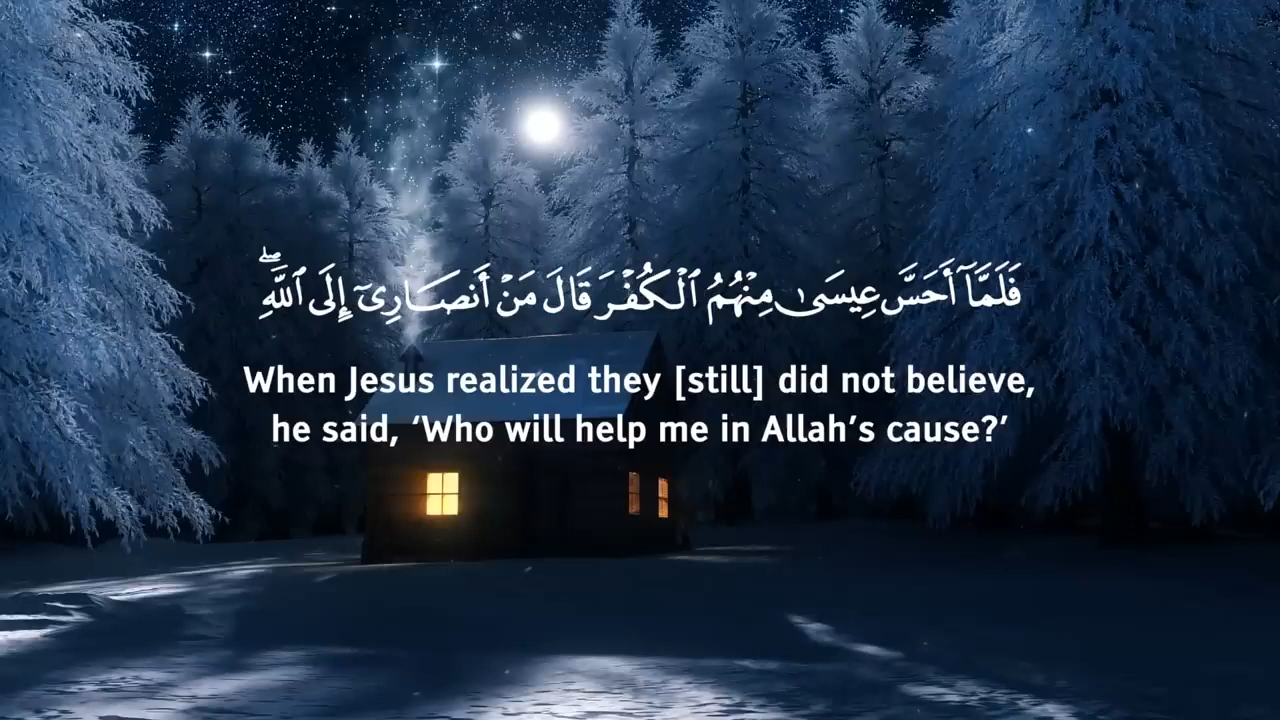 فَلَمَّآ أَحَسَّ عِيسَىٰ مِنْهُمُ ٱلْكُفْرَ قَالَ مَنْ أَنصَارِىٓ إِلَى ٱللَّهِ ۖ
When Jesus realized they [still] did not believe,
he said, ‘Who will help me in Allah’s cause?’